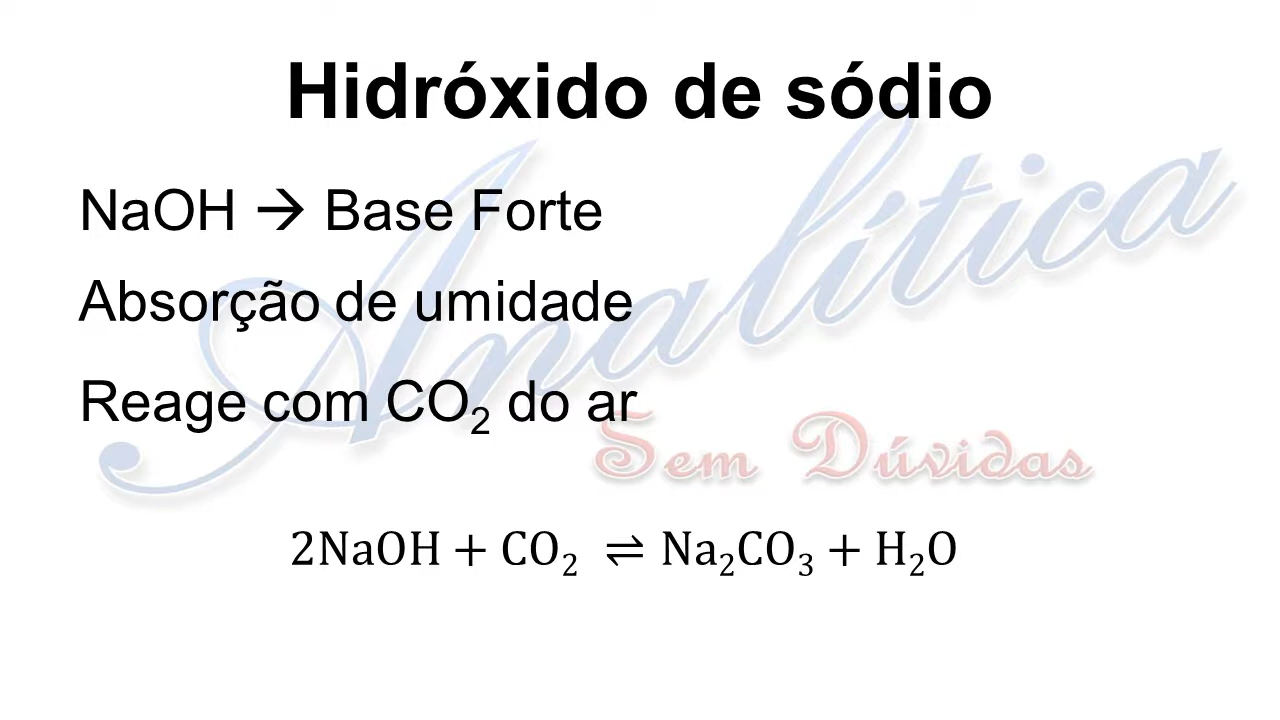 Hidróxido de sódio
NaOH → Base Forte
Absorção de umidade
Reage com CO₂ do ar
2NaOH + CO₂ ⇌ Na₂CO₃ + H₂O
Analítica
Sem Dúvidas